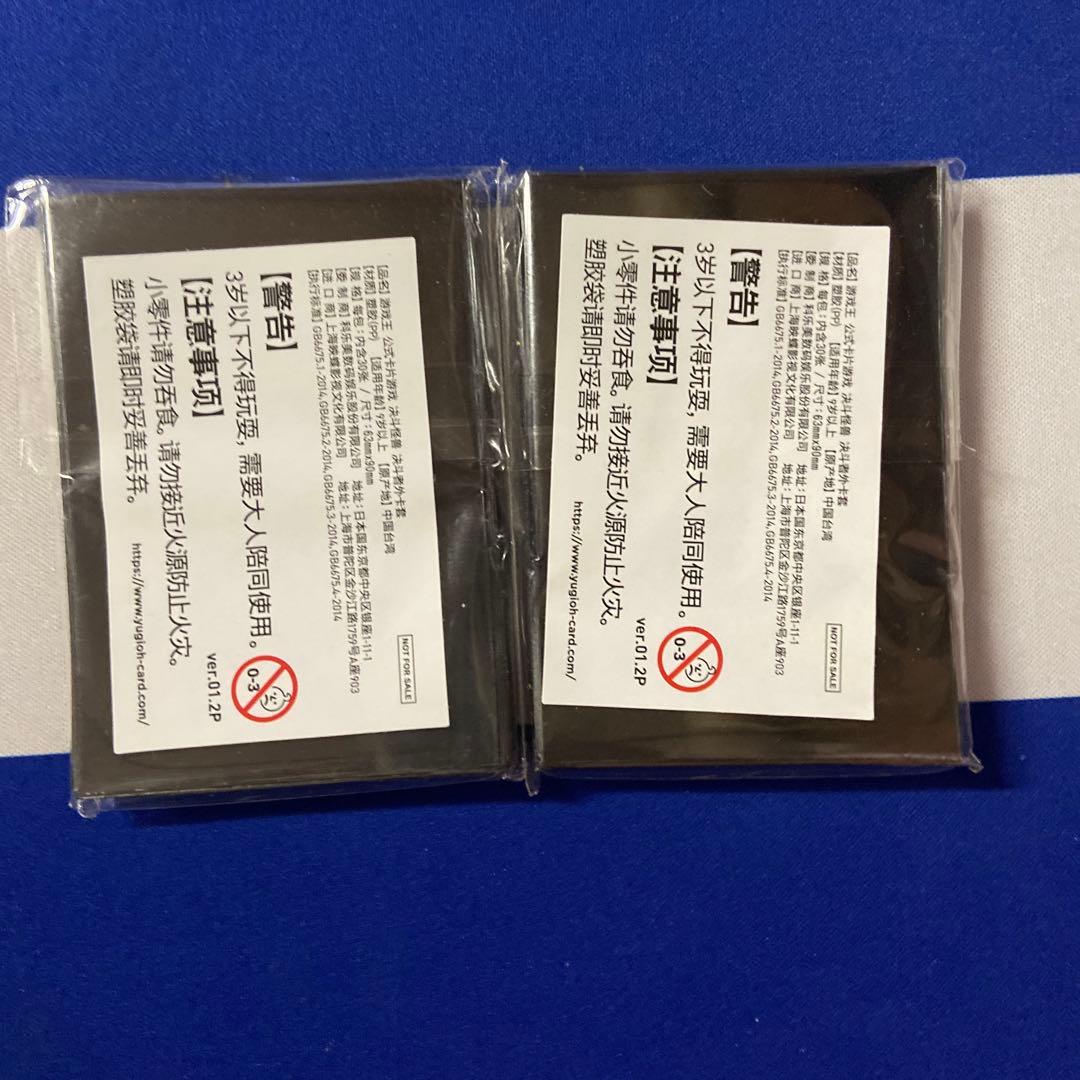 [品名] 游戏王 公式卡片游戏 决斗怪兽 决斗者外卡套
[材质] 塑胶(PP) 【适用年龄】9岁以上 【原产地】中国台湾
[规 格] 每包:内含30张 / 尺寸:63mmx90mm
[委 制 商] 科乐美数码娱乐股份有限公司 地址:日本国东京都中央区银座1-11-1
[进 口 商] 上海映蝶影视文化有限公司 地址:上海市普陀区金沙江路1759号A座903
[执行标准] GB6675.1-2014,GB6675.2-2014,GB6675.3-2014,GB6675.4-2014
NOT FOR SALE
【警告】
3岁以下不得玩耍,需要大人陪同使用。
0-3
【注意事项】
ver.01.2P
小零件请勿吞食。请勿接近火源防止火灾。
塑胶袋请即时妥善丢弃。
https://www.yugioh-card.com/
[品名] 游戏王 公式卡片游戏 决斗怪兽 决斗者外卡套
[材质] 塑胶(PP) 【适用年龄】9岁以上 【原产地】中国台湾
[规 格] 每包:内含30张 / 尺寸:63mmx90mm
[委 制 商] 科乐美数码娱乐股份有限公司 地址:日本国东京都中央区银座1-11-1
[进 口 商] 上海映蝶影视文化有限公司 地址:上海市普陀区金沙江路1759号A座903
[执行标准] GB6675.1-2014,GB6675.2-2014,GB6675.3-2014,GB6675.4-2014
NOT FOR SALE
【警告】
3岁以下不得玩耍,需要大人陪同使用。
0-3
【注意事项】
ver.01.2P
小零件请勿吞食。请勿接近火源防止火灾。
塑胶袋请即时妥善丢弃。
https://www.yugioh-card.com/